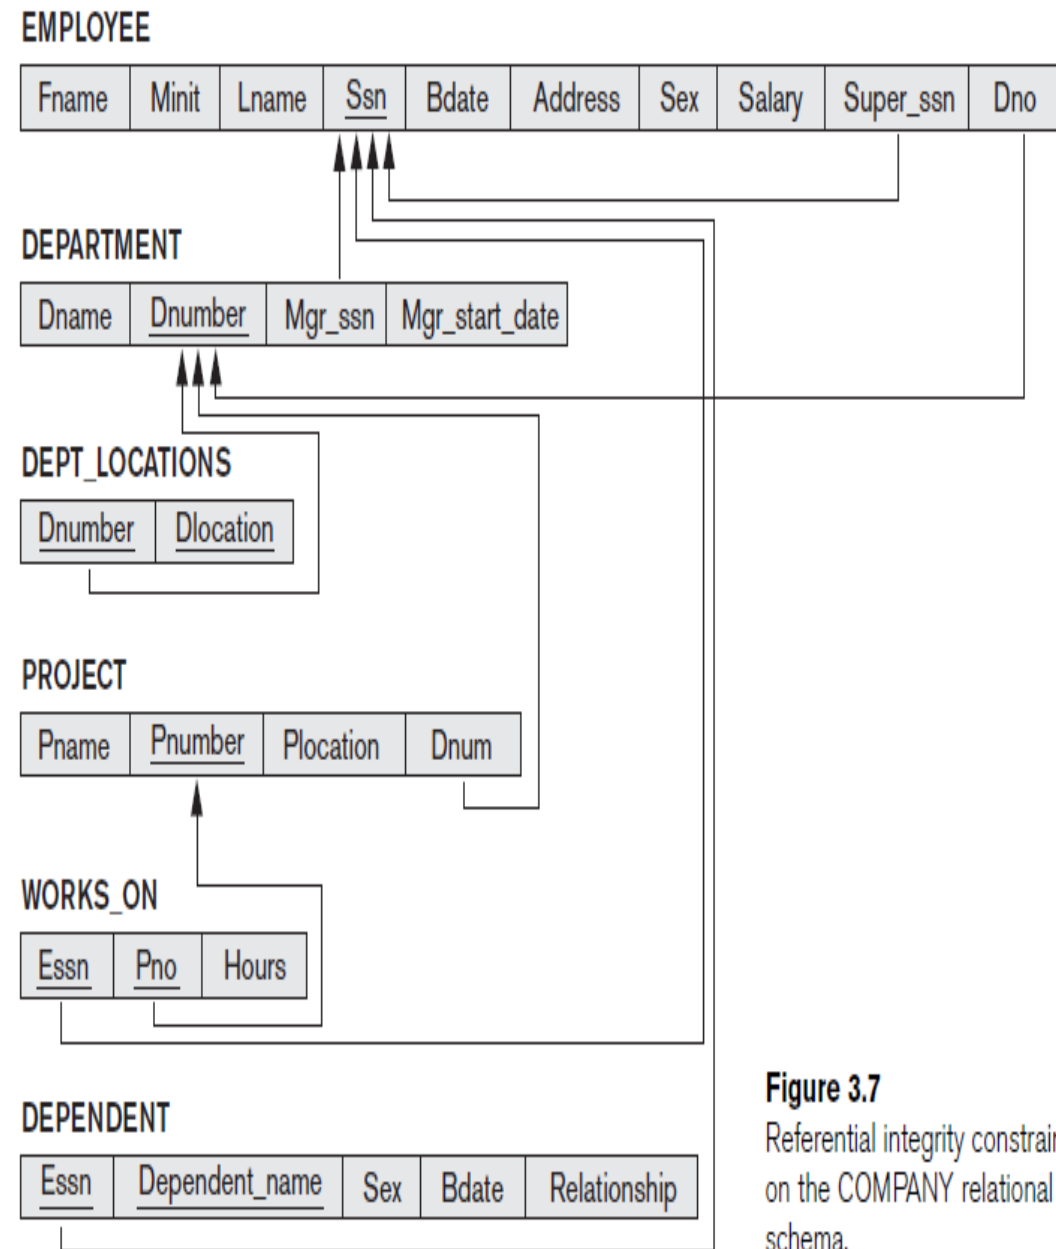 EMPLOYEE
Fname Minit Lname Ssn Bdate Address Sex Salary Super_ssn Dno
DEPARTMENT
Dname Dnumber Mgr_ssn Mgr_start_date
DEPT_LOCATIONS
Dnumber Dlocation
PROJECT
Pname Pnumber Plocation Dnum
WORKS_ON
Essn Pno Hours
DEPENDENT
Essn Dependent_name Sex Bdate Relationship
Figure 3.7
Referential integrity constrain
on the COMPANY relational
schema.